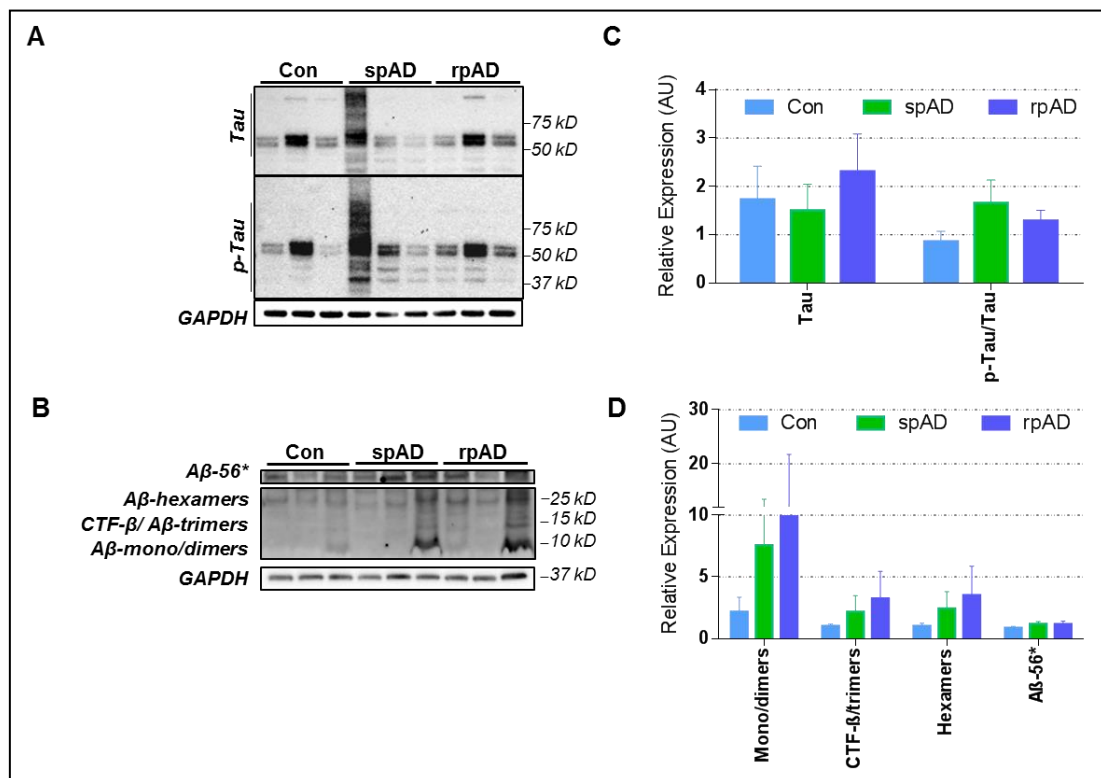 A
Con spAD rpAD
Tau
–75 kD
–50 kD
p-Tau
–75 kD
–50 kD
–37 kD
GAPDH
B
Con spAD rpAD
Aβ-56*
Aβ-hexamers –25 kD
CTF-ß/ Aβ-trimers –15 kD
Aβ-mono/dimers –10 kD
GAPDH –37 kD
C
Relative Expression (AU)
4
3
2
1
0
Con spAD rpAD
Tau
p-Tau/Tau
D
Relative Expression (AU)
30
20
10
5
0
Con spAD rpAD
Mono/dimers
CTF-ß/trimers
Hexamers
Aß-56*